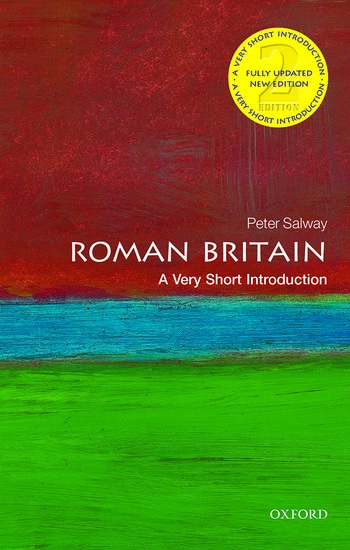 · A VERY SHORT INTRODUCTION · A VERY SHORT INTRODUCTION
2
FULLY UPDATED
NEW EDITION
EDITION
Peter Salway
ROMAN BRITAIN
A Very Short Introduction
OXFORD